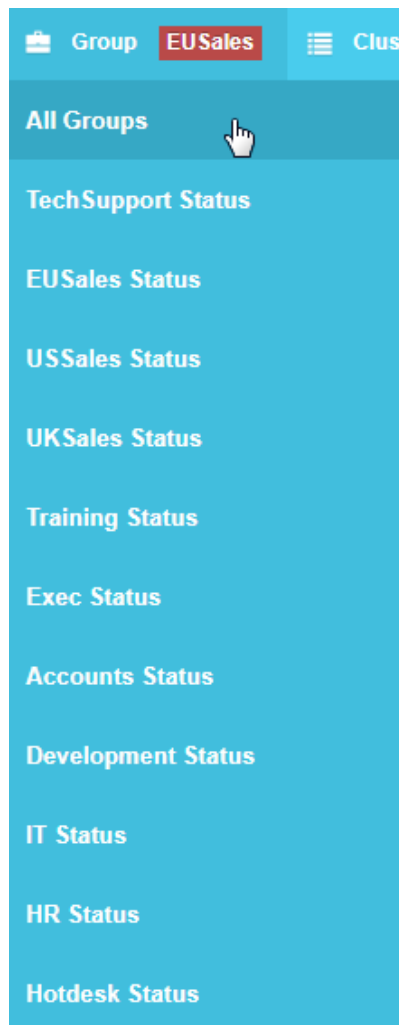 Group EUSales Clus
All Groups
TechSupport Status
EUSales Status
USSales Status
UKSales Status
Training Status
Exec Status
Accounts Status
Development Status
IT Status
HR Status
Hotdesk Status